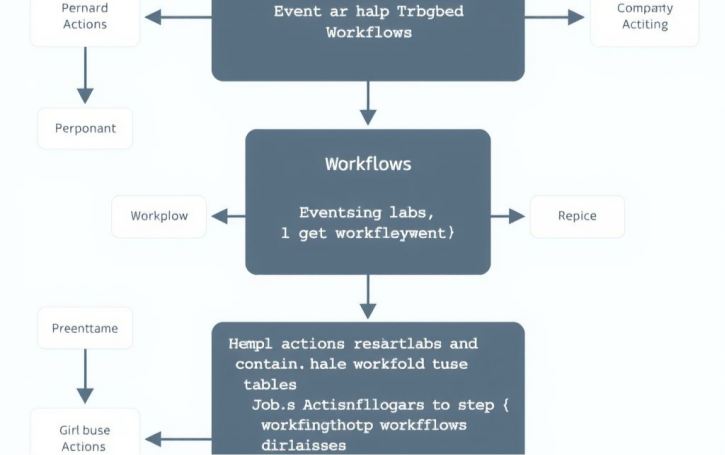 Pernard
Actions
Event ar halp Trbgbed
Workflows
Company
Actiting
Perponant
Workflows
Workplow
Eventsing labs,
1 get workfleywent}
Repice
Preenttame
Hempl actions resartlabs and
contain. hale workfold tuse
tables
Job.s Actisnfllogars to step {
workfingthotp workfflows
dirlaisses
Girl buse
Actions